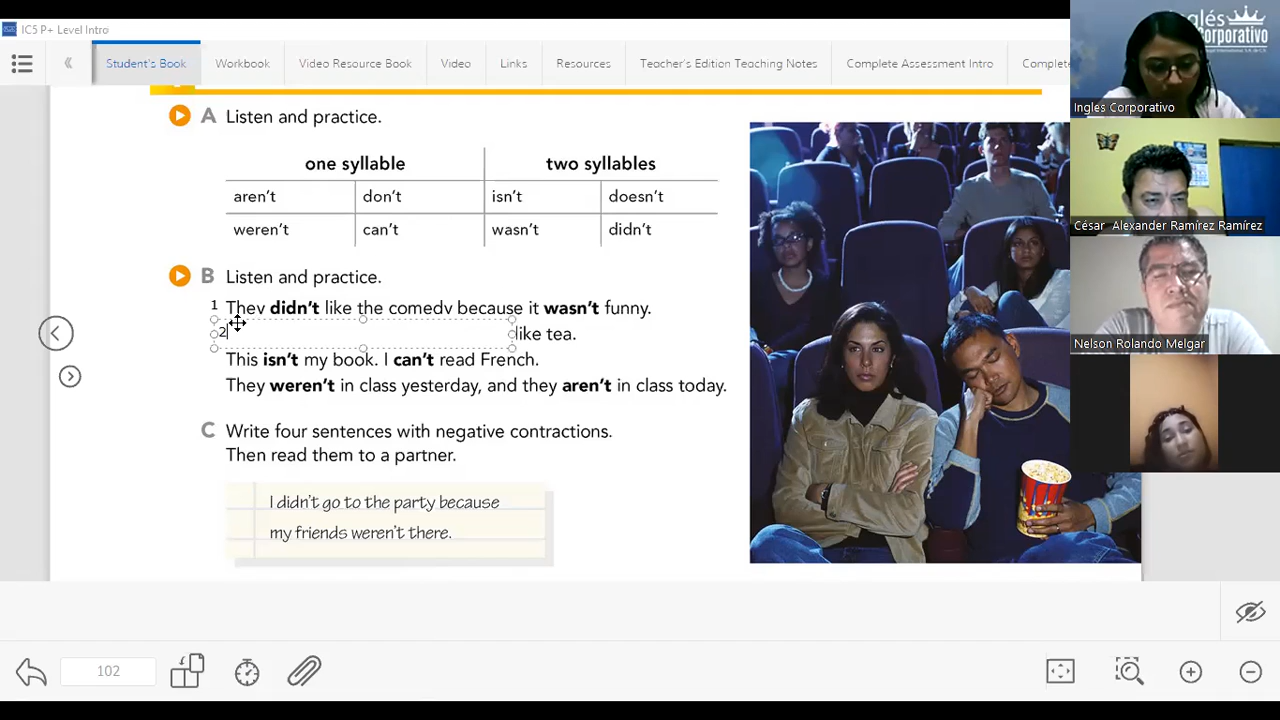 IC5 P+ Level Intro
Student's Book
Workbook
Video Resource Book
Video
Resources
Teacher's Edition Teaching Notes
Complete Assessment Intro
Complete
A Listen and practice.
one syllable two syllables
aren't don't isn't doesn't
weren't can't wasn't didn't
B Listen and practice.
1 They didn't like the comedy because it wasn't funny.
2 like tea.
This isn't my book. I can't read French.
They weren't in class yesterday, and they aren't in class today.
C Write four sentences with negative contractions.
Then read them to a partner.
I didn't go to the party because
my friends weren't there.
102
Inglés
Corporativo
Ingles Corporativo
César Alexander Ramírez Ramírez
Nelson Rolando Melgar